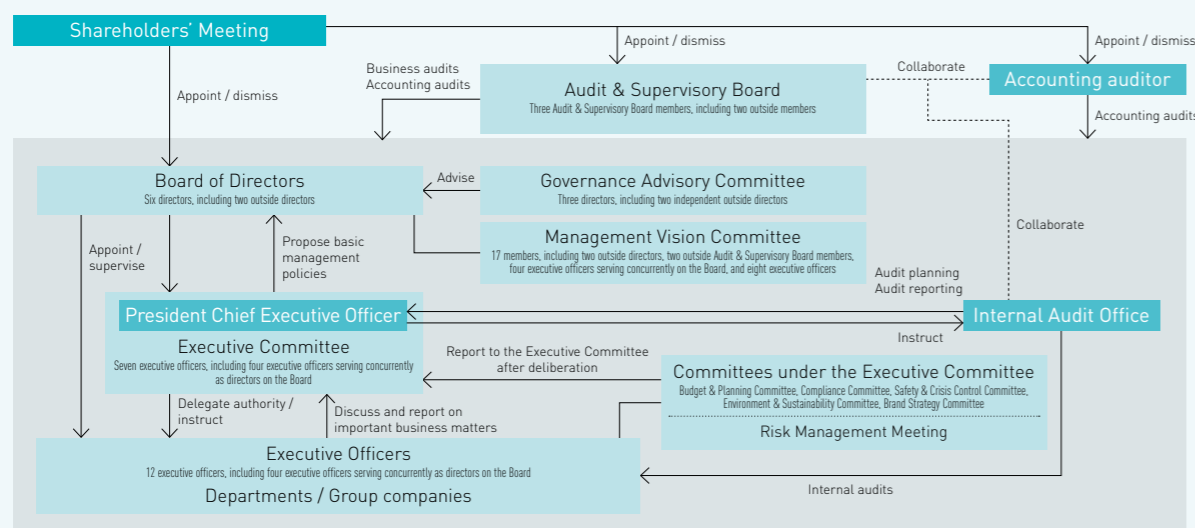 Shareholders' Meeting
Appoint / dismiss
Appoint / dismiss
Appoint / dismiss
Business audits
Accounting audits
Audit & Supervisory Board
Three Audit & Supervisory Board members, including two outside members
Collaborate
Accounting auditor
Accounting audits
Board of Directors
Six directors, including two outside directors
Advise
Governance Advisory Committee
Three directors, including two independent outside directors
Management Vision Committee
17 members, including two outside directors, two outside Audit & Supervisory Board members,
four executive officers serving concurrently on the Board, and eight executive officers
Collaborate
Appoint /
supervise
Propose basic
management
policies
Audit planning
Audit reporting
President Chief Executive Officer
Internal Audit Office
Instruct
Executive Committee
Seven executive officers, including four executive officers serving concurrently
as directors on the Board
Report to the Executive Committee
after deliberation
Committees under the Executive Committee
Budget & Planning Committee, Compliance Committee, Safety & Crisis Control Committee,
Environment & Sustainability Committee, Brand Strategy Committee
Risk Management Meeting
Delegate authority /
instruct
Discuss and report on
important business matters
Executive Officers
12 executive officers, including four executive officers serving concurrently as directors on the Board
Departments / Group companies
Internal audits